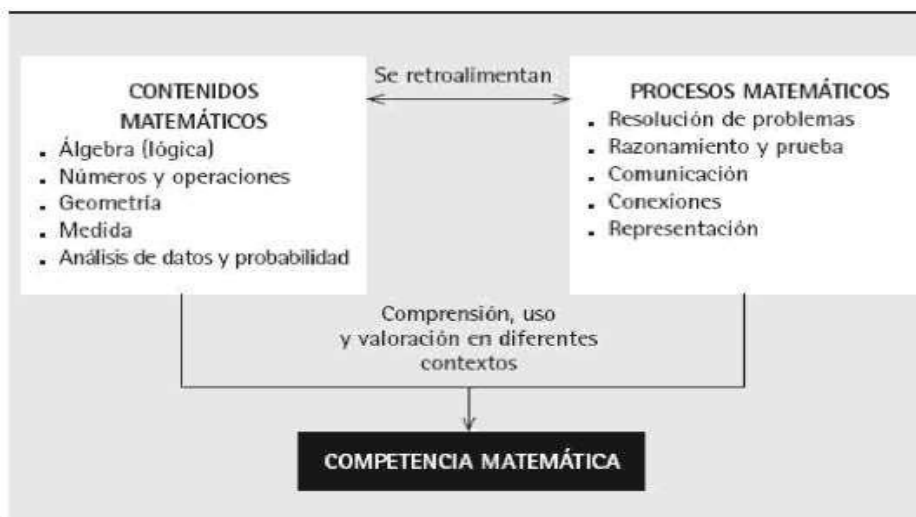 CONTENIDOS
MATEMÁTICOS
. Álgebra (lógica)
. Números y operaciones
. Geometría
. Medida
. Análisis de datos y probabilidad
Se retroalimentan
PROCESOS MATEMÁTICOS
. Resolución de problemas
. Razonamiento y prueba
. Comunicación
. Conexiones
. Representación
Comprensión, uso
y valoración en diferentes
contextos
COMPETENCIA MATEMÁTICA